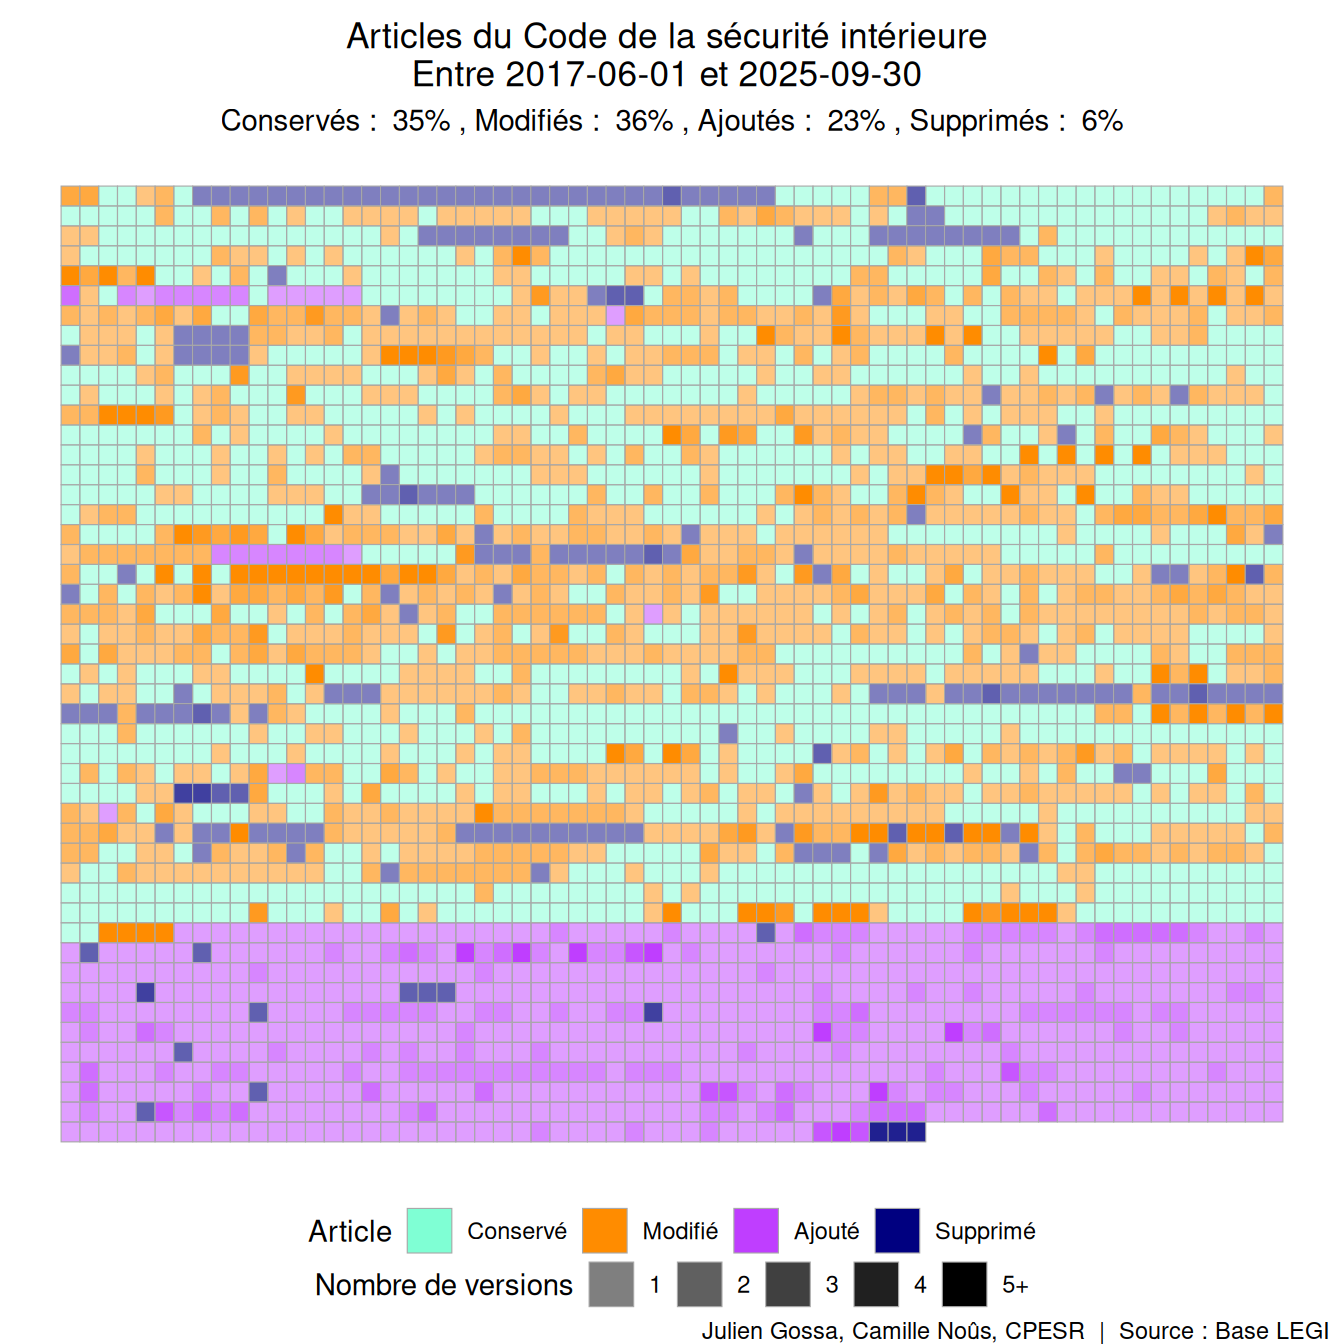 Articles du Code de la sécurité intérieure
Entre 2017-06-01 et 2025-09-30
Conservés :  35% , Modifiés :  36% , Ajoutés :  23% , Supprimés :  6%
Article Conservé Modifié Ajouté Supprimé
Nombre de versions 1 2 3 4 5+
Julien Gossa, Camille Noûs, CPESR | Source : Base LEGI